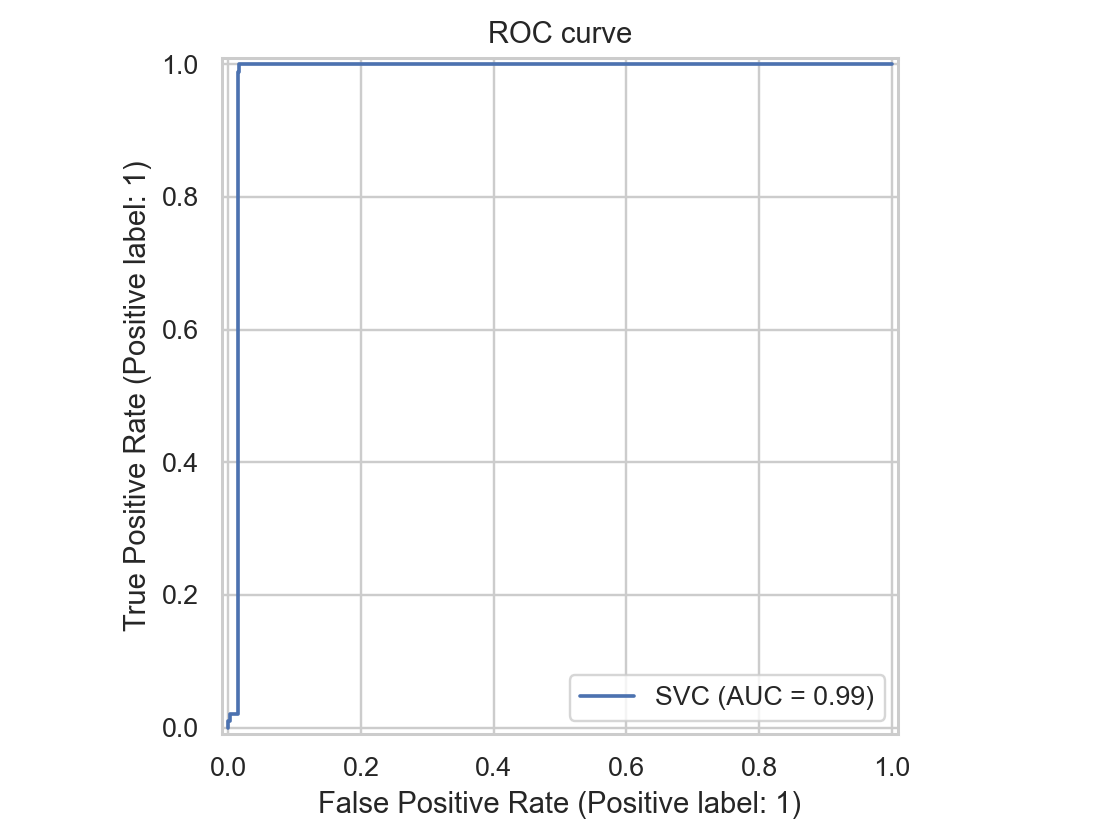 ROC curve
True Positive Rate (Positive label: 1)
1.0
0.8
0.6
0.4
0.2
0.0
SVC (AUC = 0.99)
0.0 0.2 0.4 0.6 0.8 1.0
False Positive Rate (Positive label: 1)